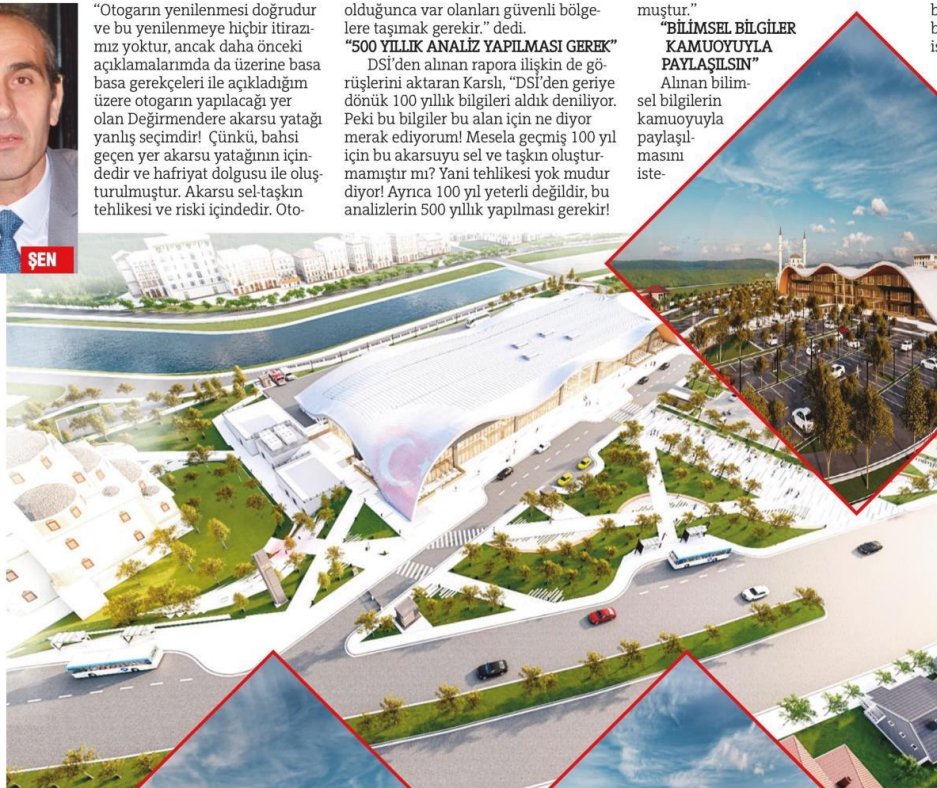 “Otogarın yenilenmesi doğrudur
ve bu yenilenmeye hiçbir itirazı-
mız yoktur, ancak daha önceki
açıklamalarımda da üzerine basa
basa gerekçeleri ile açıkladığım
üzere otogarın yapılacağı yer
olan Değirmendere akarsu yatağı
yanlış seçimdir! Çünkü, bahsi
geçen yer akarsu yatağının için-
dedir ve hafriyat dolgusu ile oluş-
turulmuştur. Akarsu sel-taşkın
tehlikesi ve riski içindedir. Oto-
ŞEN
olduğunca var olanları güvenli bölge-
lere taşımak gerekir.” dedi.
“500 YILLIK ANALİZ YAPILMASI GEREK”
DSİ’den alınan rapora ilişkin de gö-
rüşlerini aktaran Karslı, “DSİ’den geriye
dönük 100 yıllık bilgileri aldık deniliyor.
Peki bu bilgiler bu alan için ne diyor
merak ediyorum! Mesela geçmiş 100 yıl
için bu akarsuyu sel ve taşkın oluştur-
mamıştır mı? Yani tehlikesi yok mudur
diyor! Ayrıca 100 yıl yeterli değildir, bu
analizlerin 500 yıllık yapılması gerekir!
muştur.”
“BİLİMSEL BİLGİLER
KAMUOYUYLA
PAYLAŞILSIN”
Alınan bilim-
sel bilgilerin
kamuoyuyla
paylaşıl-
masını
iste-